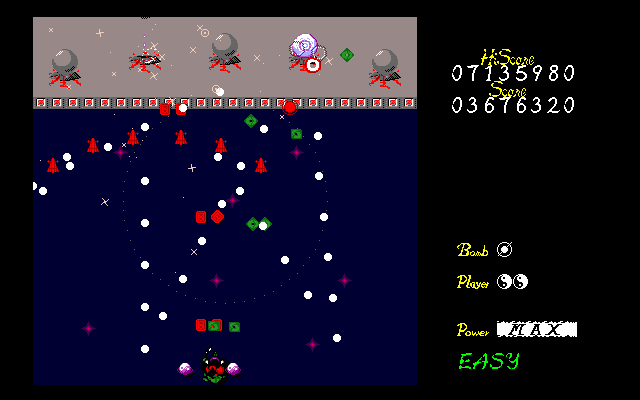 HiScore
07135980
Score
03676320
Bomb
Player
Power MAX
EASY